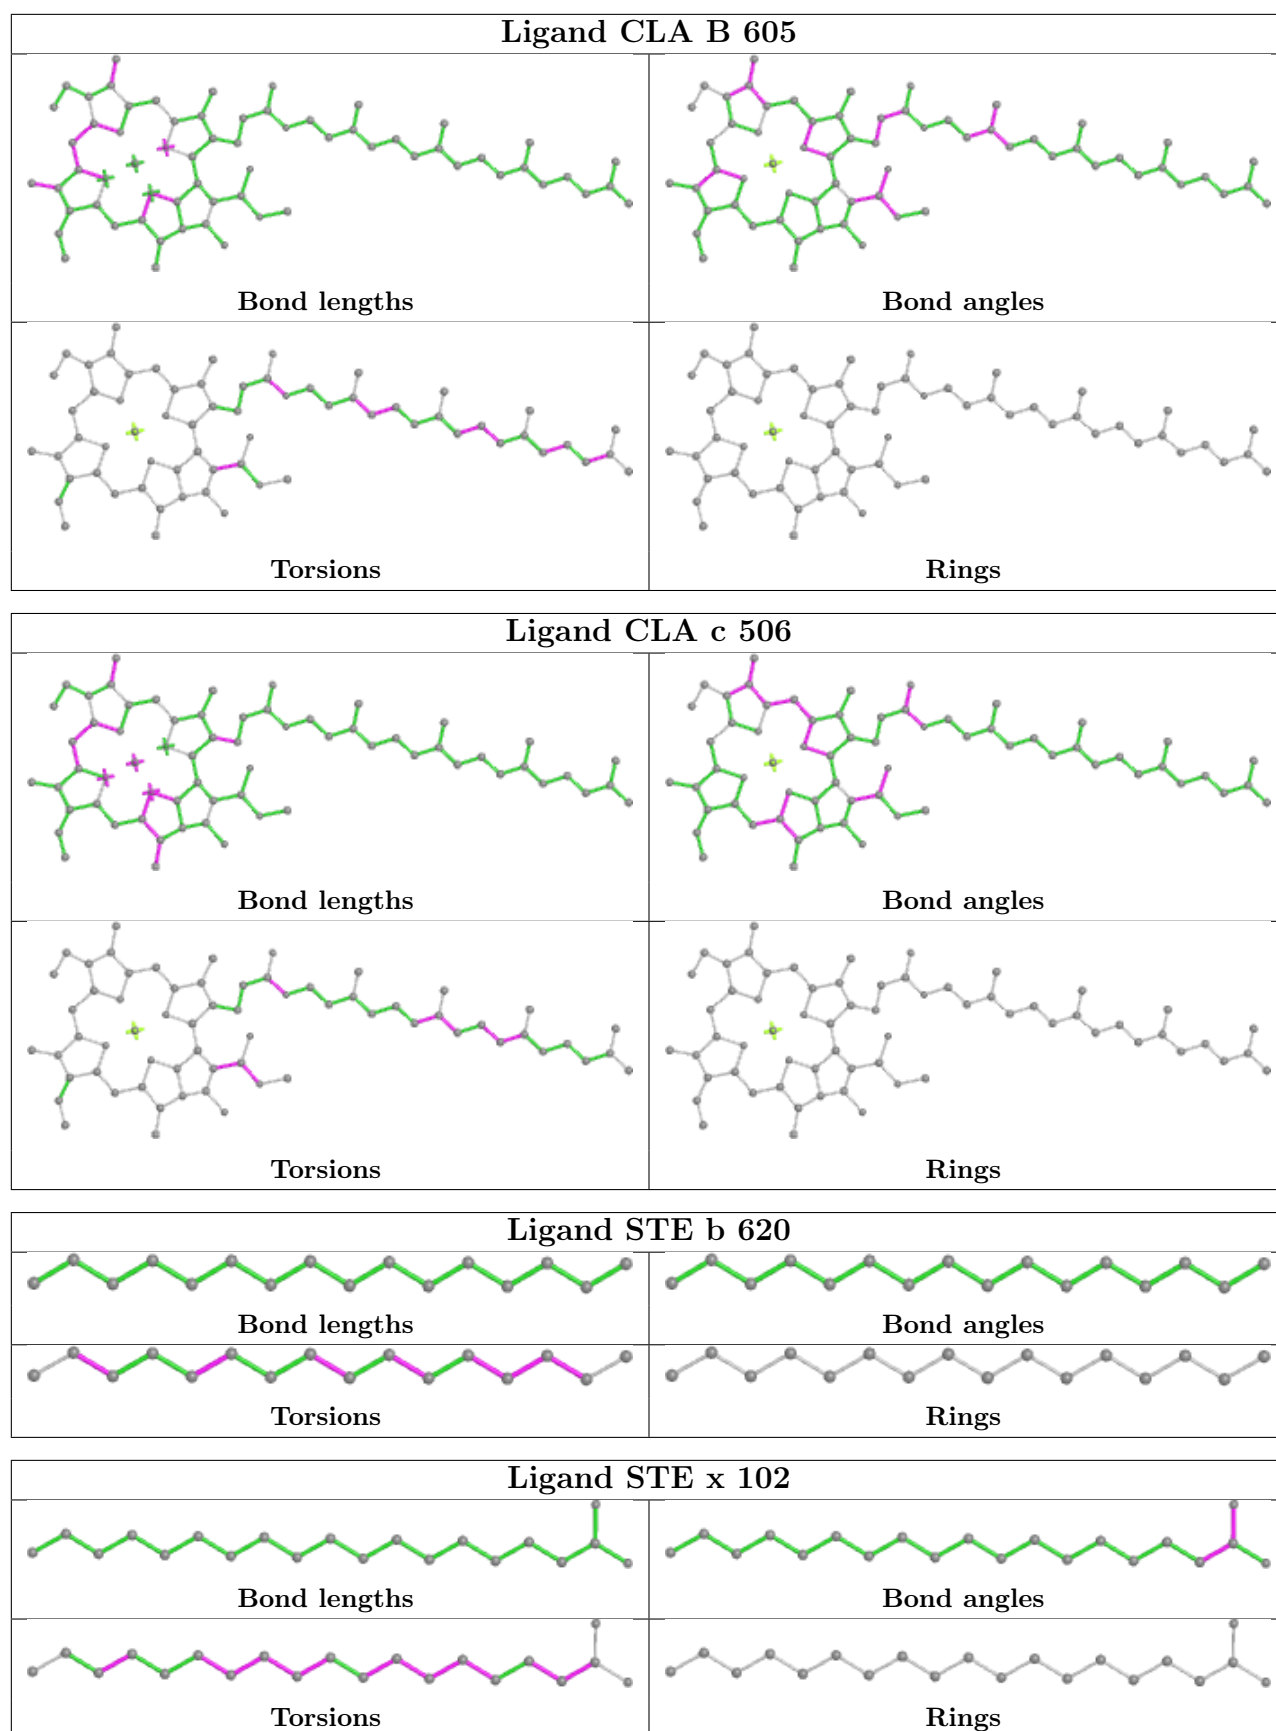 Ligand CLA B 605
Bond lengths
Bond angles
Torsions
Rings
Ligand CLA c 506
Bond lengths
Bond angles
Torsions
Rings
Ligand STE b 620
Bond lengths
Bond angles
Torsions
Rings
Ligand STE x 102
Bond lengths
Bond angles
Torsions
Rings